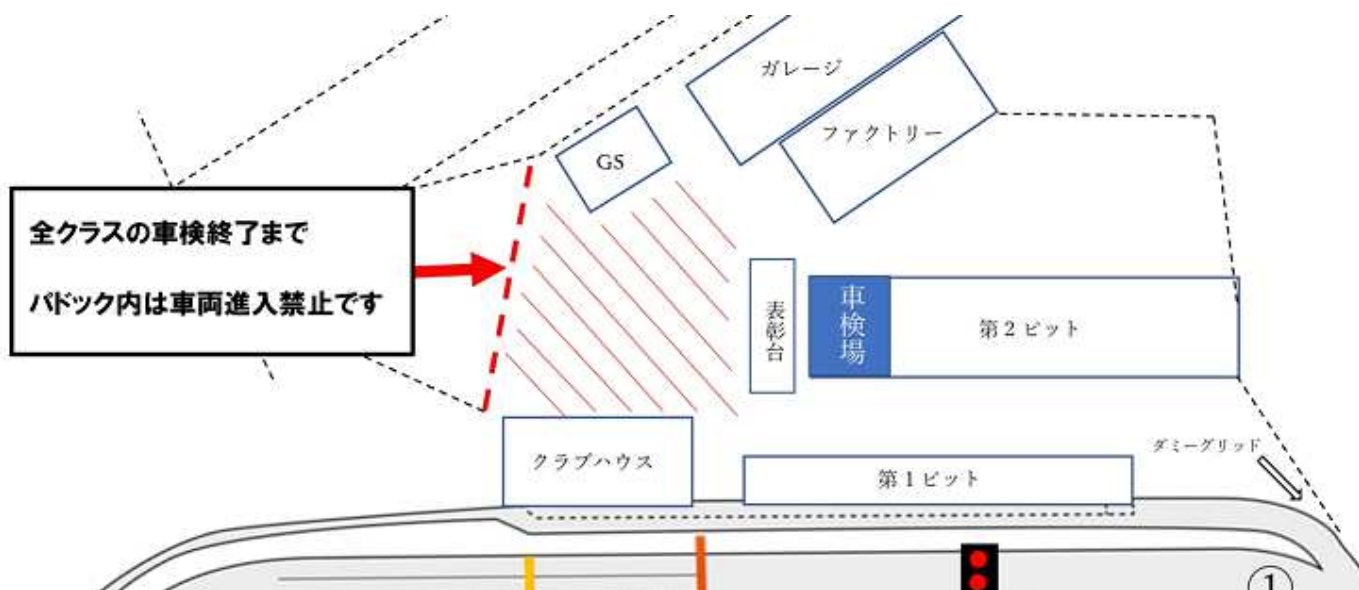 ガレージ
ファクトリー
GS
全クラスの車検終了まで
パドック内は車両進入禁止です
表彰台
車検場
第2ピット
クラブハウス
第1ピット
ダミーグリッド
①